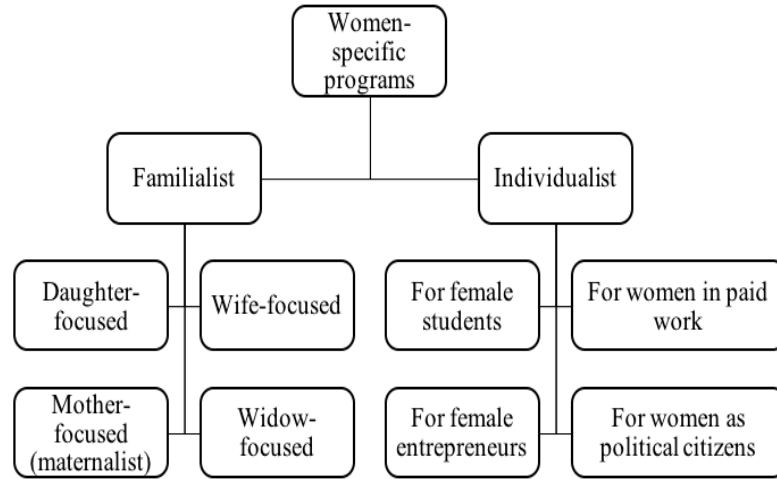 Women-
specific
programs
Familialist
Individualist
Daughter-
focused
Wife-focused
For female
students
For women in paid
work
Mother-
focused
(maternalist)
Widow-
focused
For female
entrepreneurs
For women as
political citizens